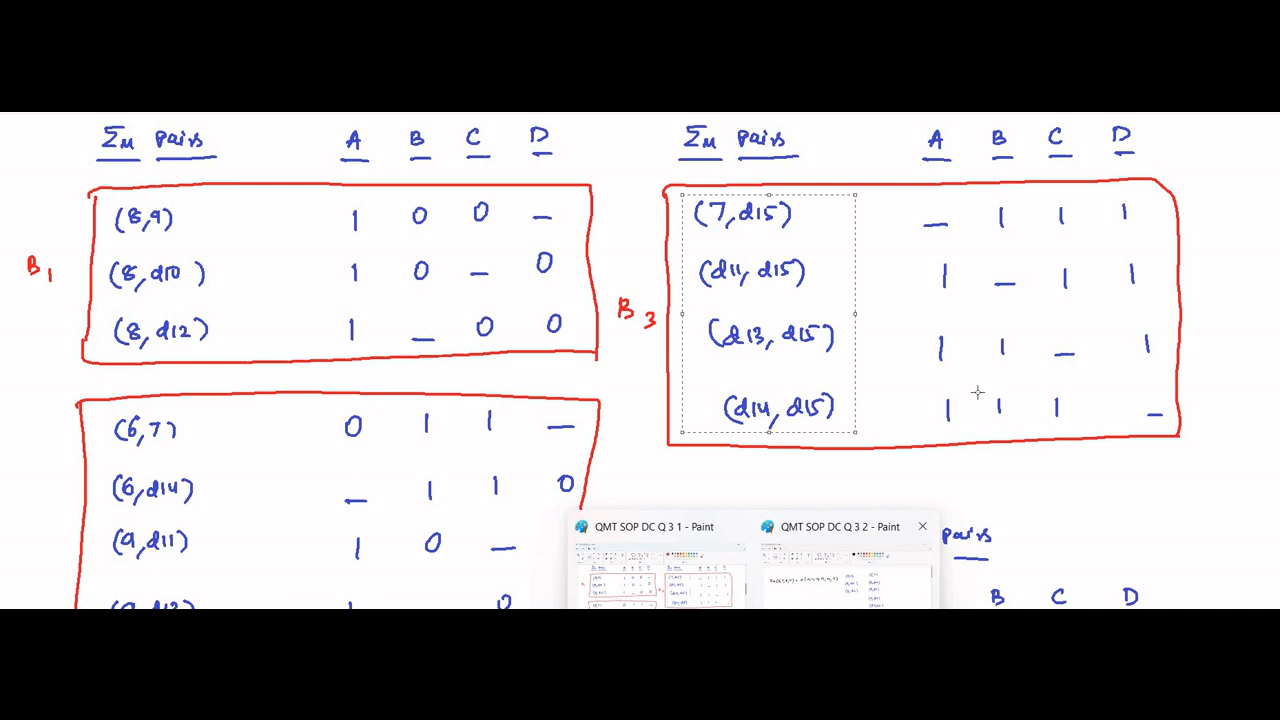 Σm pairs A B C D
(8,9) 1 0 0 –
B1 (8,d10) 1 0 – 0
(8,d12) 1 – 0 0
(6,7) 0 1 1 –
(6,d14) – 1 1 0
(9,d11) 1 0 –
Σm pairs A B C D
(7,d15) – 1 1 1
(d11,d15) 1 – 1 1
B3 (d13,d15) 1 1 – 1
(d14,d15) 1 1 1 –
QMT SOP DC Q 3 1 - Paint
QMT SOP DC Q 3 2 - Paint
pairs
B C D